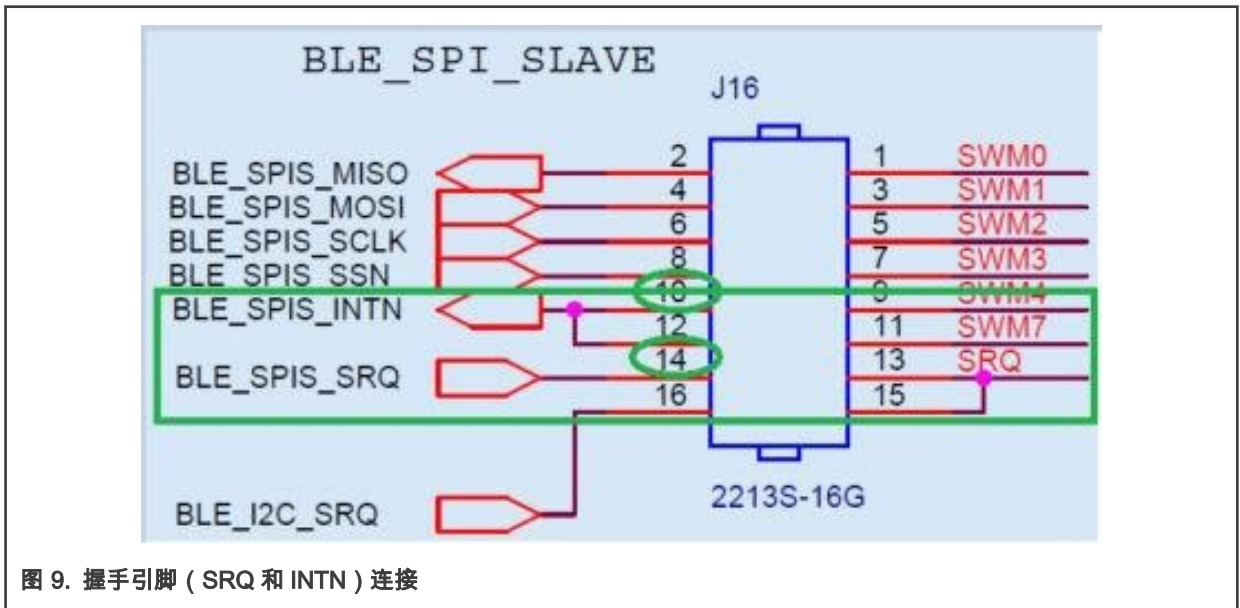 BLE_SPI_SLAVE
J16
BLE_SPIS_MISO 2 1 SWM0
BLE_SPIS_MOSI 4 3 SWM1
BLE_SPIS_SCLK 6 5 SWM2
BLE_SPIS_SSN 8 7 SWM3
BLE_SPIS_INTN 10 9 SWM4
12 11 SWM7
BLE_SPIS_SRQ 14 13 SRQ
16 15
BLE_I2C_SRQ
2213S-16G
图 9. 握手引脚（SRQ 和 INTN）连接